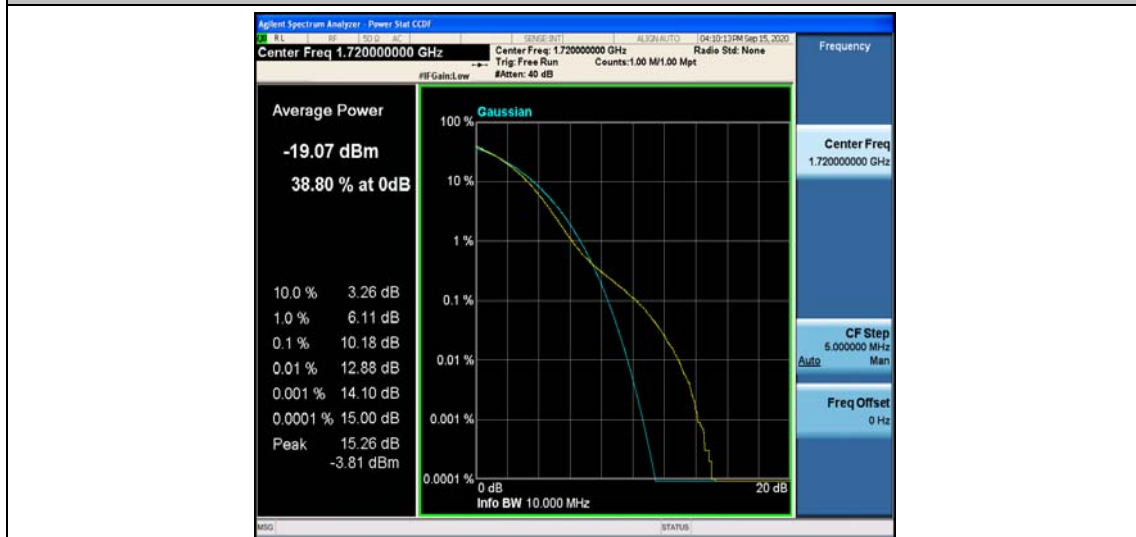 Agilent Spectrum Analyzer - Power Stat CCDF
RL RF 50 Ω AC SENSE:INT ALIGN AUTO 04:10:13 PM Sep 15, 2020
Center Freq 1.720000000 GHz
Center Freq: 1.720000000 GHz Radio Std: None
Trig: Free Run Counts:1.00 M/1.00 Mpt
#IFGain:Low #Atten: 40 dB
Frequency
Average Power
-19.07 dBm
38.80 % at 0dB
10.0 % 3.26 dB
1.0 % 6.11 dB
0.1 % 10.18 dB
0.01 % 12.88 dB
0.001 % 14.10 dB
0.0001 % 15.00 dB
Peak 15.26 dB
-3.81 dBm
Gaussian
100 %
10 %
1 %
0.1 %
0.01 %
0.001 %
0.0001 %
0 dB 20 dB
Info BW 10.000 MHz
Center Freq
1.720000000 GHz
CF Step
5.000000 MHz
Auto Man
Freq Offset
0 Hz
MSG STATUS